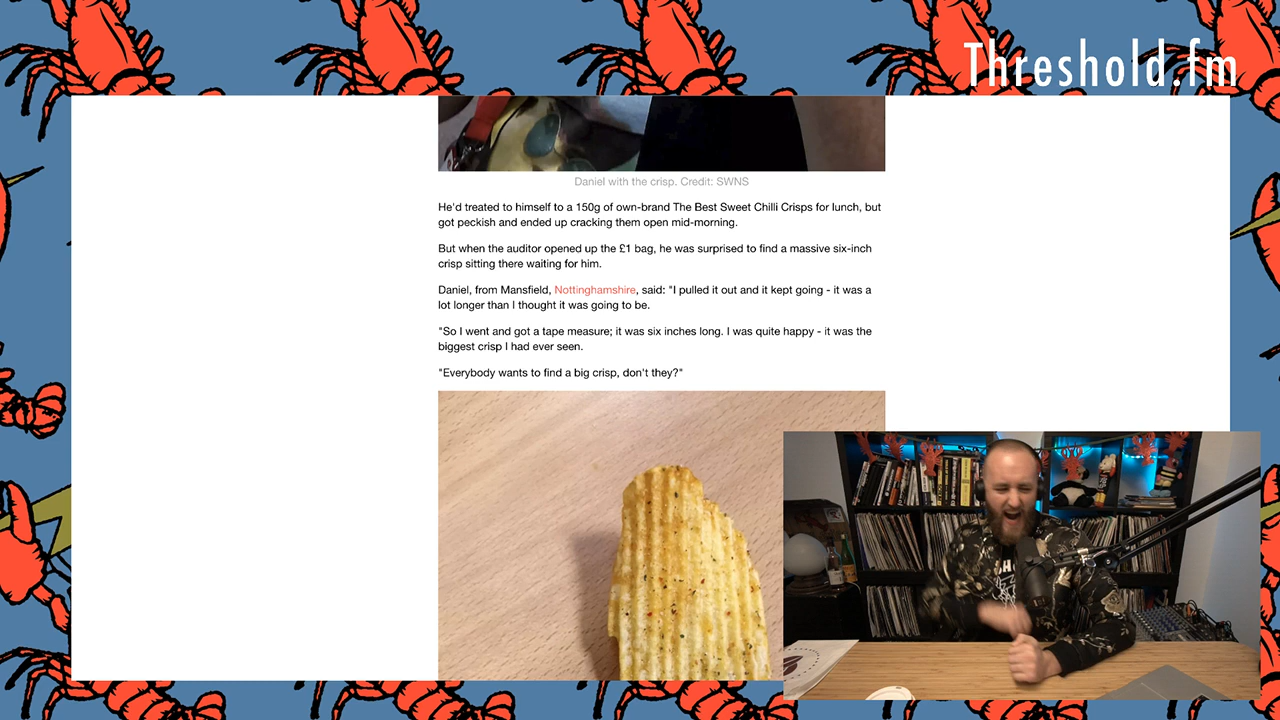 Threshold.fm
Daniel with the crisp. Credit: SWNS
He'd treated to himself to a 150g of own-brand The Best Sweet Chilli Crisps for lunch, but
got peckish and ended up cracking them open mid-morning.
But when the auditor opened up the £1 bag, he was surprised to find a massive six-inch
crisp sitting there waiting for him.
Daniel, from Mansfield, Nottinghamshire, said: "I pulled it out and it kept going - it was a
lot longer than I thought it was going to be.
"So I went and got a tape measure; it was six inches long. I was quite happy - it was the
biggest crisp I had ever seen.
"Everybody wants to find a big crisp, don't they?"